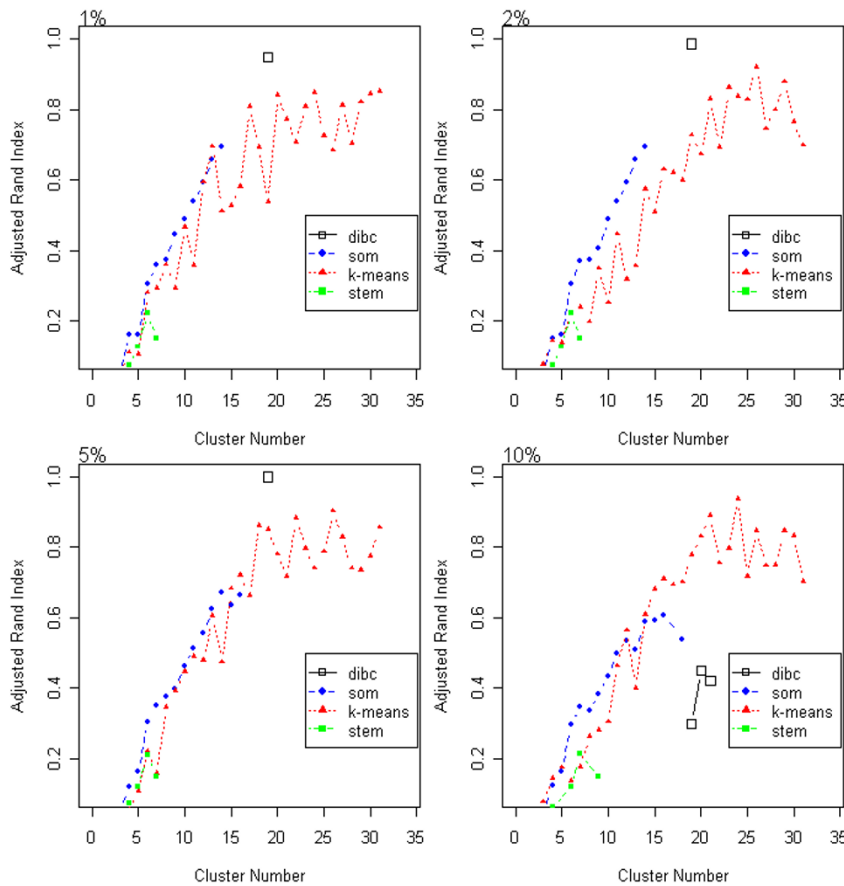 1%
Adjusted Rand Index
1.0
0.8
0.6
0.4
0.2
dibc
som
k-means
stem
0 5 10 15 20 25 30 35
Cluster Number
2%
Adjusted Rand Index
1.0
0.8
0.6
0.4
0.2
dibc
som
k-means
stem
0 5 10 15 20 25 30 35
Cluster Number
5%
Adjusted Rand Index
1.0
0.8
0.6
0.4
0.2
dibc
som
k-means
stem
0 5 10 15 20 25 30 35
Cluster Number
10%
Adjusted Rand Index
1.0
0.8
0.6
0.4
0.2
dibc
som
k-means
stem
0 5 10 15 20 25 30 35
Cluster Number